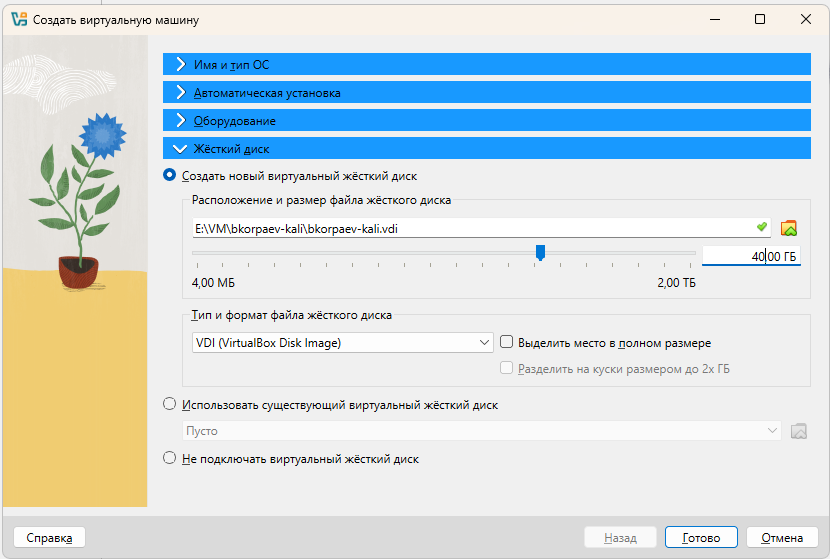 Создать виртуальную машину
Имя и тип ОС
Автоматическая установка
Оборудование
Жёсткий диск
Создать новый виртуальный жёсткий диск
Расположение и размер файла жёсткого диска
E:\VM\bkorpaev-kali\bkorpaev-kali.vdi
40,00 ГБ
4,00 МБ
2,00 ТБ
Тип и формат файла жёсткого диска
VDI (VirtualBox Disk Image)
Выделить место в полном размере
Разделить на куски размером до 2х ГБ
Использовать существующий виртуальный жёсткий диск
Пусто
Не подключать виртуальный жёсткий диск
Справка
Назад
Готово
Отмена